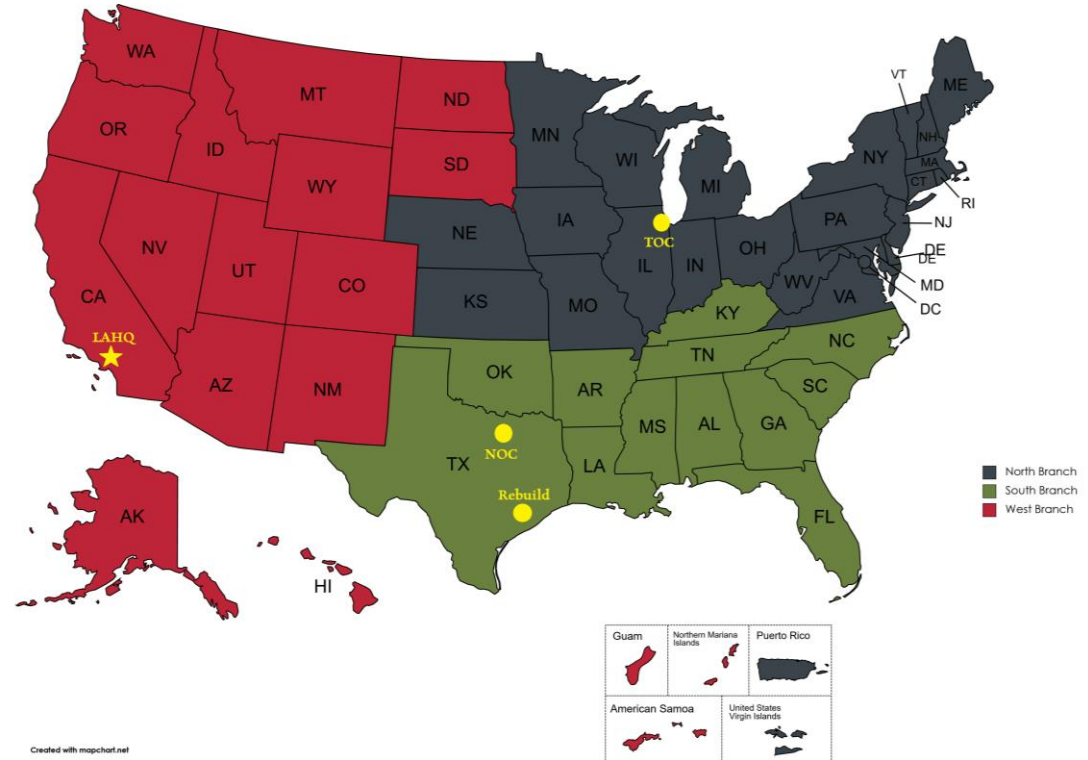 WA
MT
ND
MN
VT
ME
OR
ID
SD
WI
NY
NH
MA
WY
MI
CT
RI
NE
IA
PA
NJ
NV
TOC
OH
DE
DE
UT
IL
IN
CA
CO
WV
MD
KS
MO
VA
DC
KY
LAHQ
NC
TN
OK
AZ
NM
AR
SC
MS
AL
GA
NOC
TX
LA
North Branch
Rebuild
South Branch
West Branch
AK
FL
HI
Guam
Northern Mariana
Islands
Puerto Rico
American Samoa
United States
Virgin Islands
Created with mapchart.net